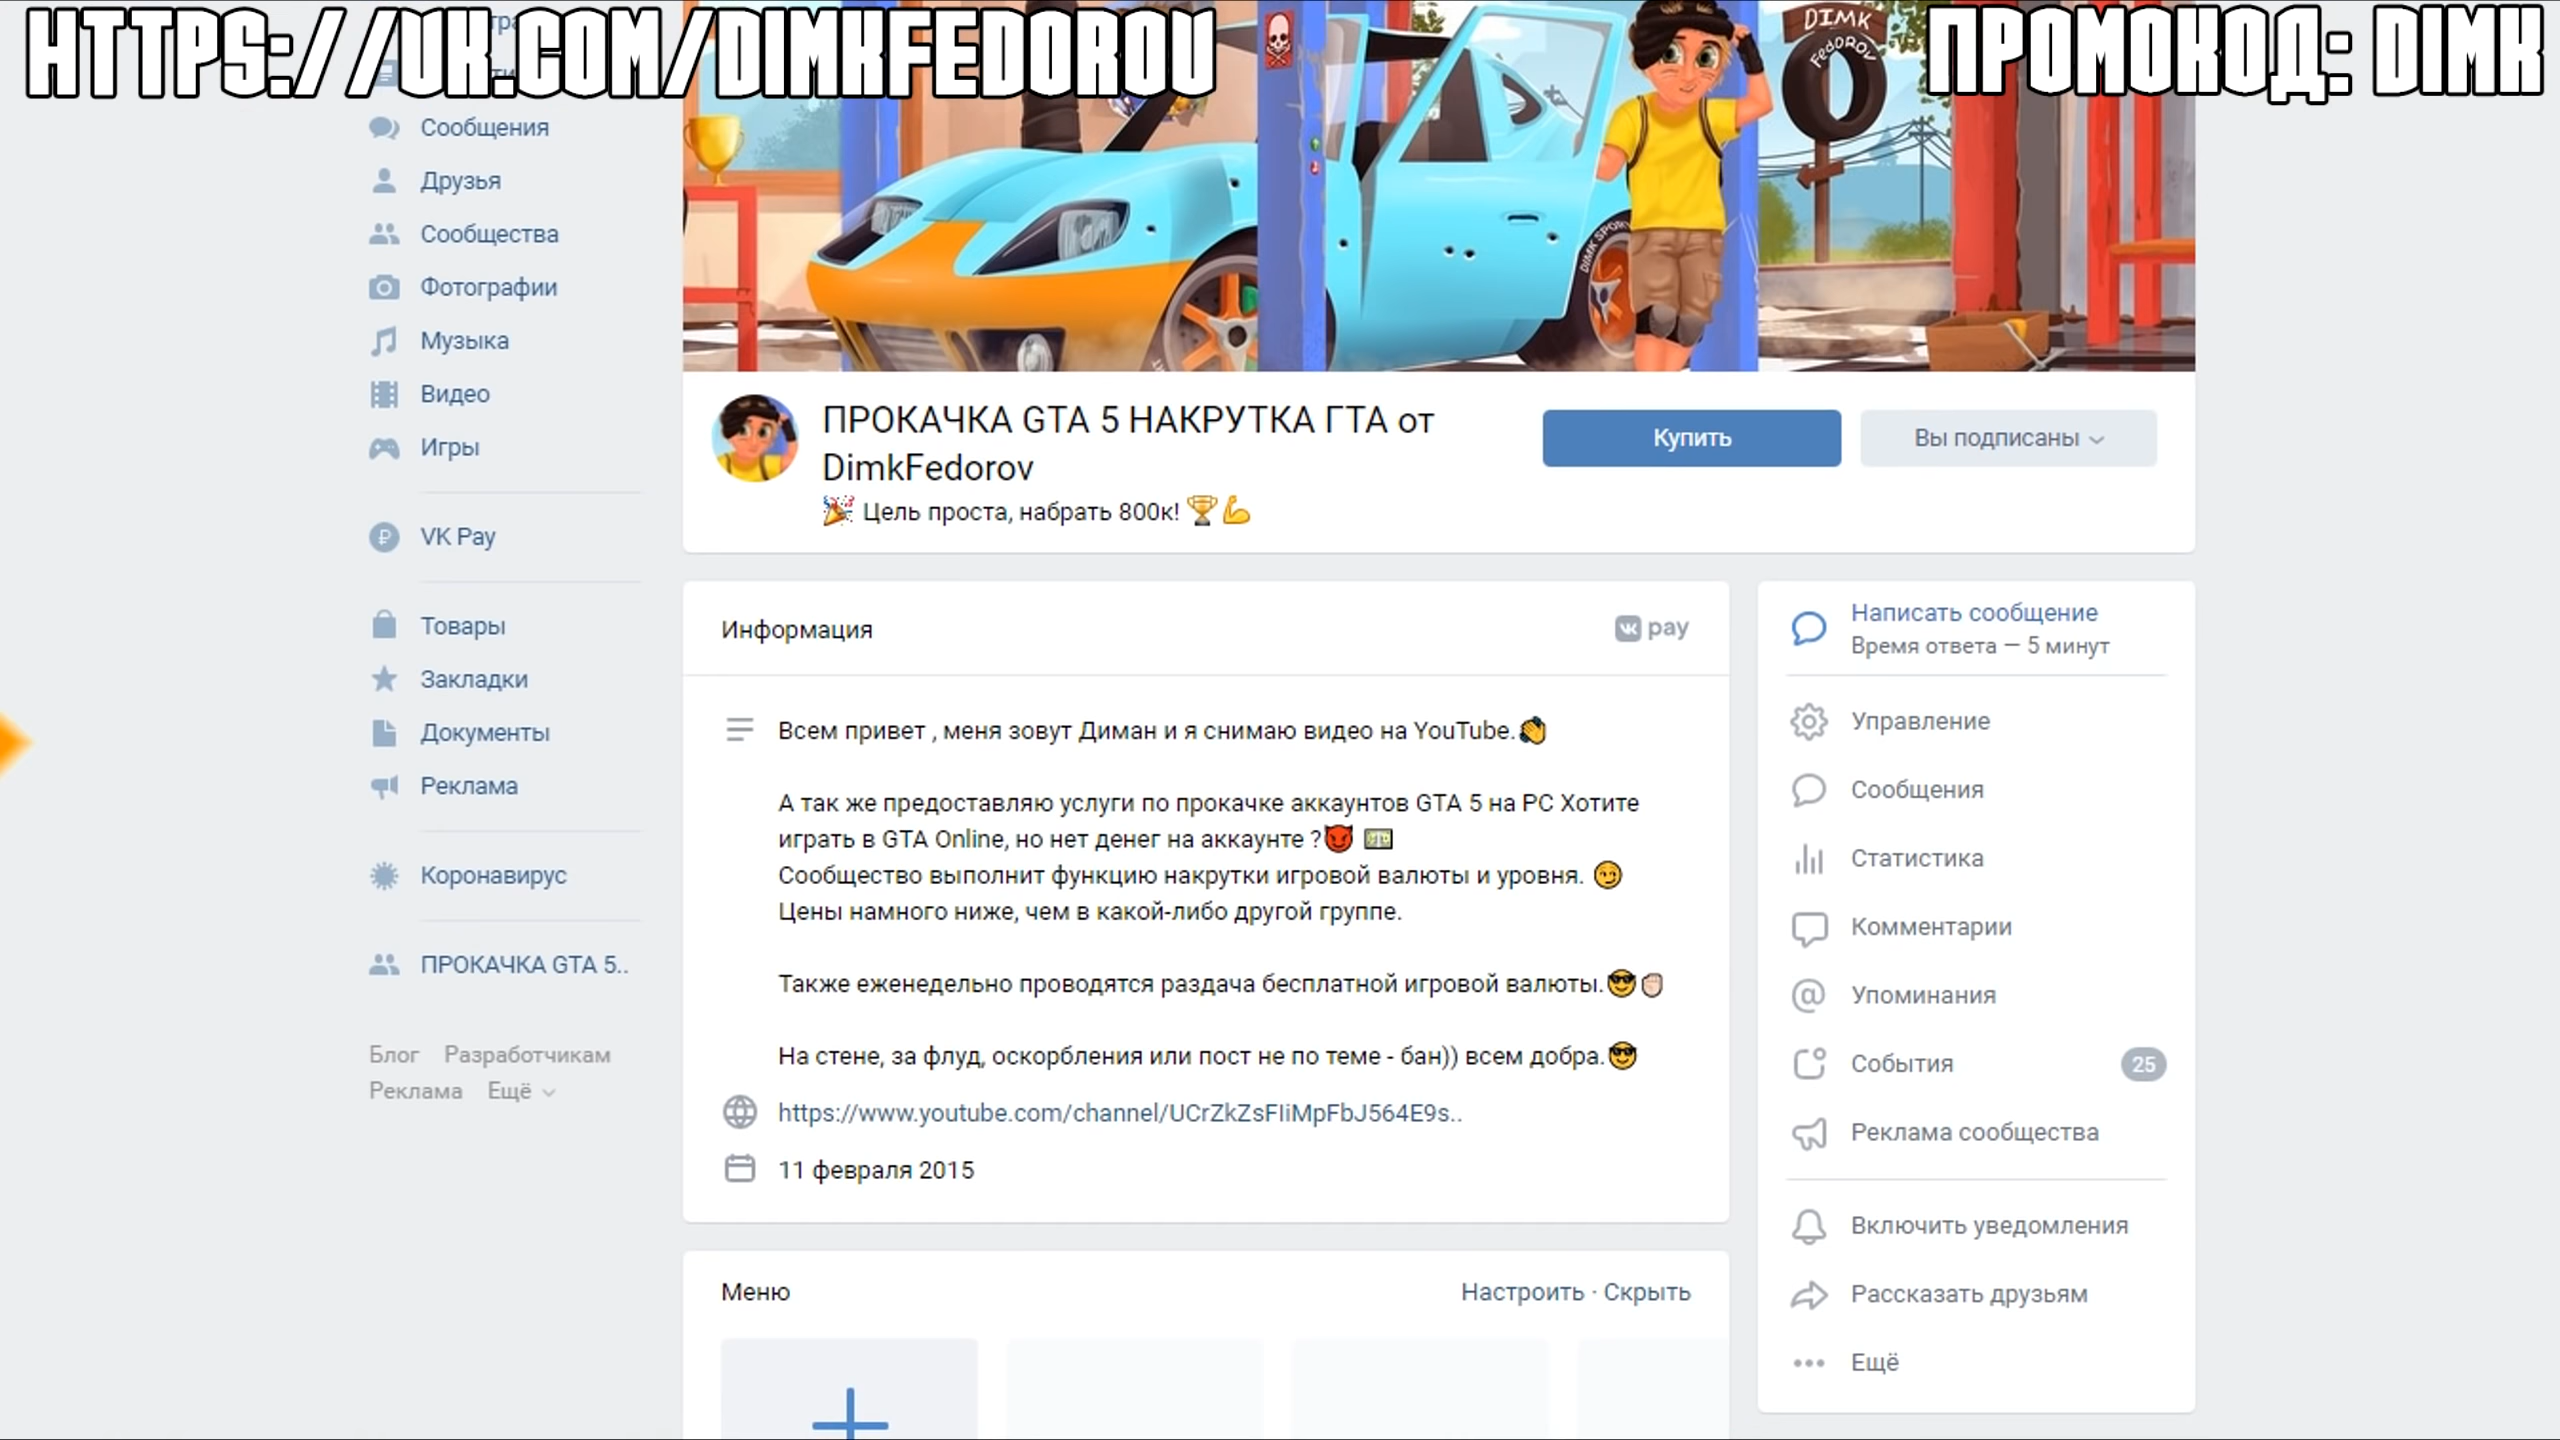 HTTPS://VK.COM/DIMKFEDOROV
ПРОМОКОД: DIMK
DIMK
FEDOROV
DIMK SPORT
Сообщения
Друзья
Сообщества
Фотографии
Музыка
Видео
Игры
VK Pay
Товары
Закладки
Документы
Реклама
Коронавирус
ПРОКАЧКА GTA 5..
Блог Разработчикам
Реклама Ещё
ПРОКАЧКА GTA 5 НАКРУТКА ГТА от
DimkFedorov
🎉 Цель проста, набрать 800к! 🏆💪
Купить
Вы подписаны
Информация
VK pay
Всем привет , меня зовут Диман и я снимаю видео на YouTube.👏
А так же предоставляю услуги по прокачке аккаунтов GTA 5 на PC Хотите
играть в GTA Online, но нет денег на аккаунте ?😈 💵
Сообщество выполнит функцию накрутки игровой валюты и уровня. 😏
Цены намного ниже, чем в какой-либо другой группе.
Также еженедельно проводятся раздача бесплатной игровой валюты.😎✊🏻
На стене, за флуд, оскорбления или пост не по теме - бан)) всем добра.😎
https://www.youtube.com/channel/UCrZkZsFIiMpFbJ564E9s..
11 февраля 2015
Меню
Настроить · Скрыть
Написать сообщение
Время ответа — 5 минут
Управление
Сообщения
Статистика
Комментарии
Упоминания
События 25
Реклама сообщества
Включить уведомления
Рассказать друзьям
Ещё